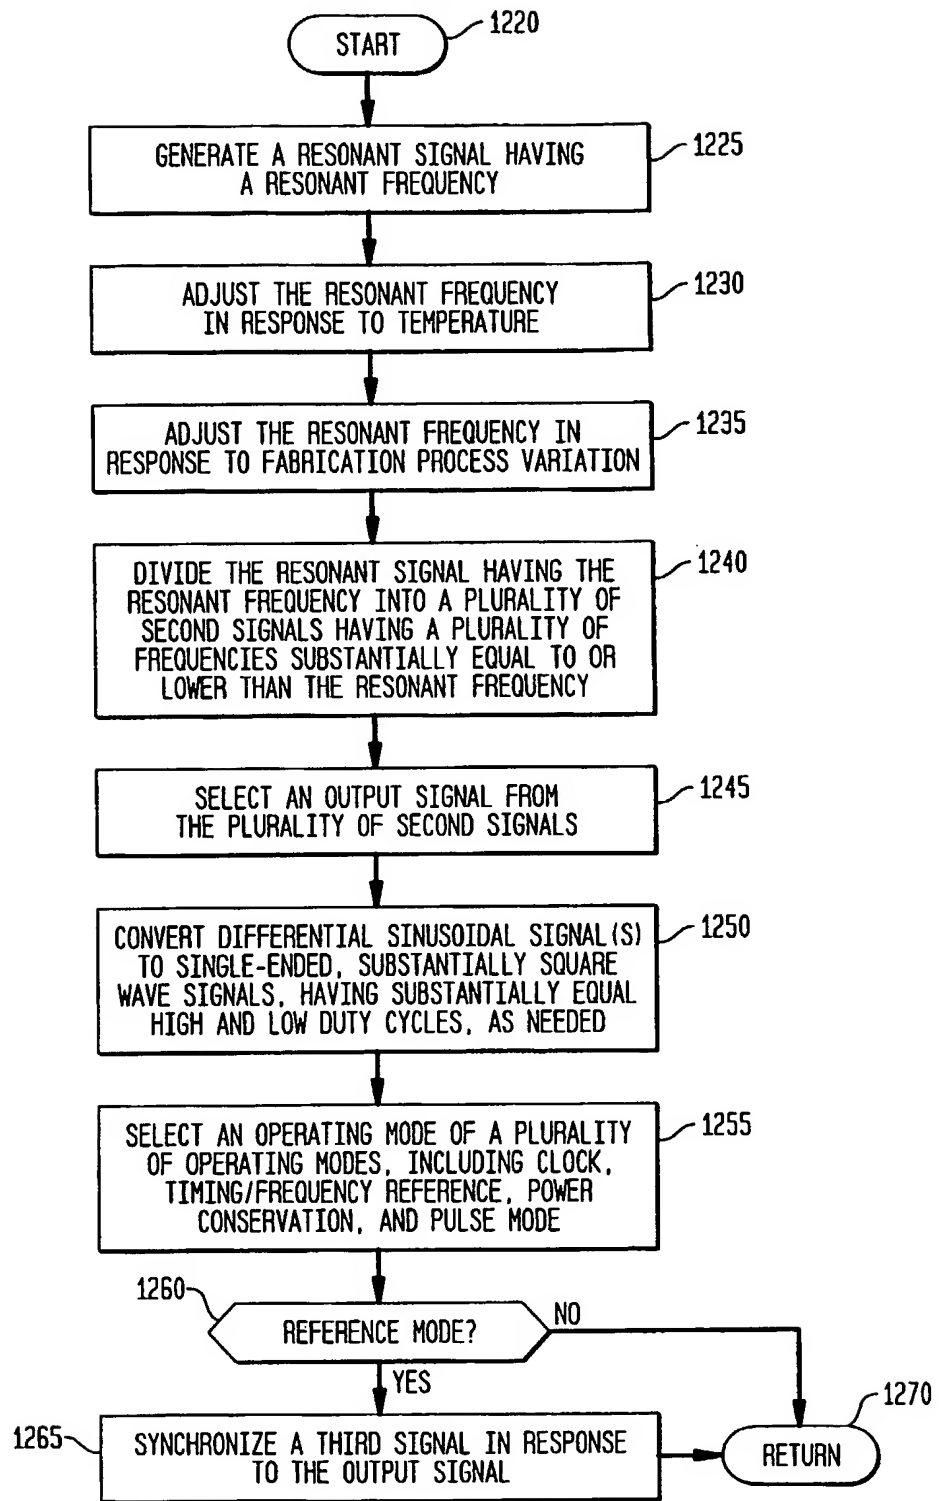 START
1220
GENERATE A RESONANT SIGNAL HAVING
A RESONANT FREQUENCY
1225
ADJUST THE RESONANT FREQUENCY
IN RESPONSE TO TEMPERATURE
1230
ADJUST THE RESONANT FREQUENCY IN
RESPONSE TO FABRICATION PROCESS VARIATION
1235
DIVIDE THE RESONANT SIGNAL HAVING THE
RESONANT FREQUENCY INTO A PLURALITY OF
SECOND SIGNALS HAVING A PLURALITY OF
FREQUENCIES SUBSTANTIALLY EQUAL TO OR
LOWER THAN THE RESONANT FREQUENCY
1240
SELECT AN OUTPUT SIGNAL FROM
THE PLURALITY OF SECOND SIGNALS
1245
CONVERT DIFFERENTIAL SINUSOIDAL SIGNAL(S)
TO SINGLE-ENDED, SUBSTANTIALLY SQUARE
WAVE SIGNALS, HAVING SUBSTANTIALLY EQUAL
HIGH AND LOW DUTY CYCLES, AS NEEDED
1250
SELECT AN OPERATING MODE OF A PLURALITY
OF OPERATING MODES, INCLUDING CLOCK,
TIMING/FREQUENCY REFERENCE, POWER
CONSERVATION, AND PULSE MODE
1255
1260
REFERENCE MODE?
NO
YES
1265
SYNCHRONIZE A THIRD SIGNAL IN RESPONSE
TO THE OUTPUT SIGNAL
RETURN
1270